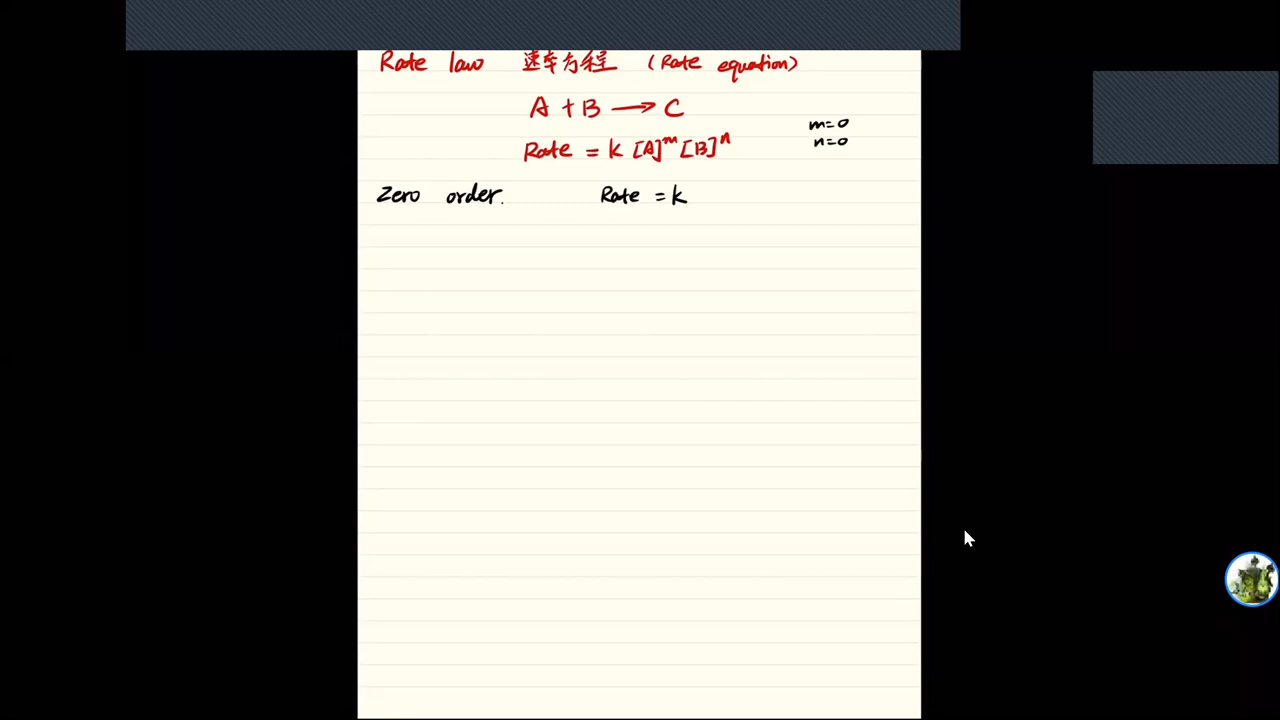 Rate law 速率方程 (Rate equation)
A + B → C
Rate = k [A]^m [B]^n
m=0
n=0
Zero order. Rate = k